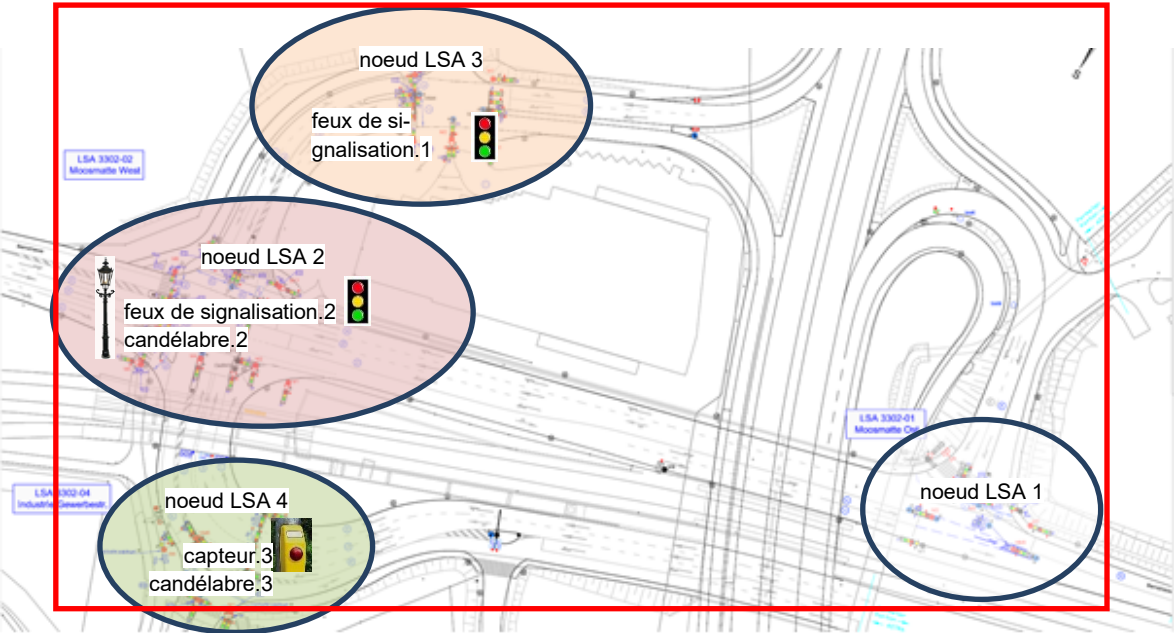 noeud LSA 3
feux de si-
gnalisation.1
S
LSA 3302-02
Moosmatte West
noeud LSA 2
feux de signalisation.2
candélabre.2
LSA 3302-01
Moosmatte Ost
LSA 3302-04
Industrie Gewerbestr.
noeud LSA 4
capteur.3
candélabre.3
noeud LSA 1